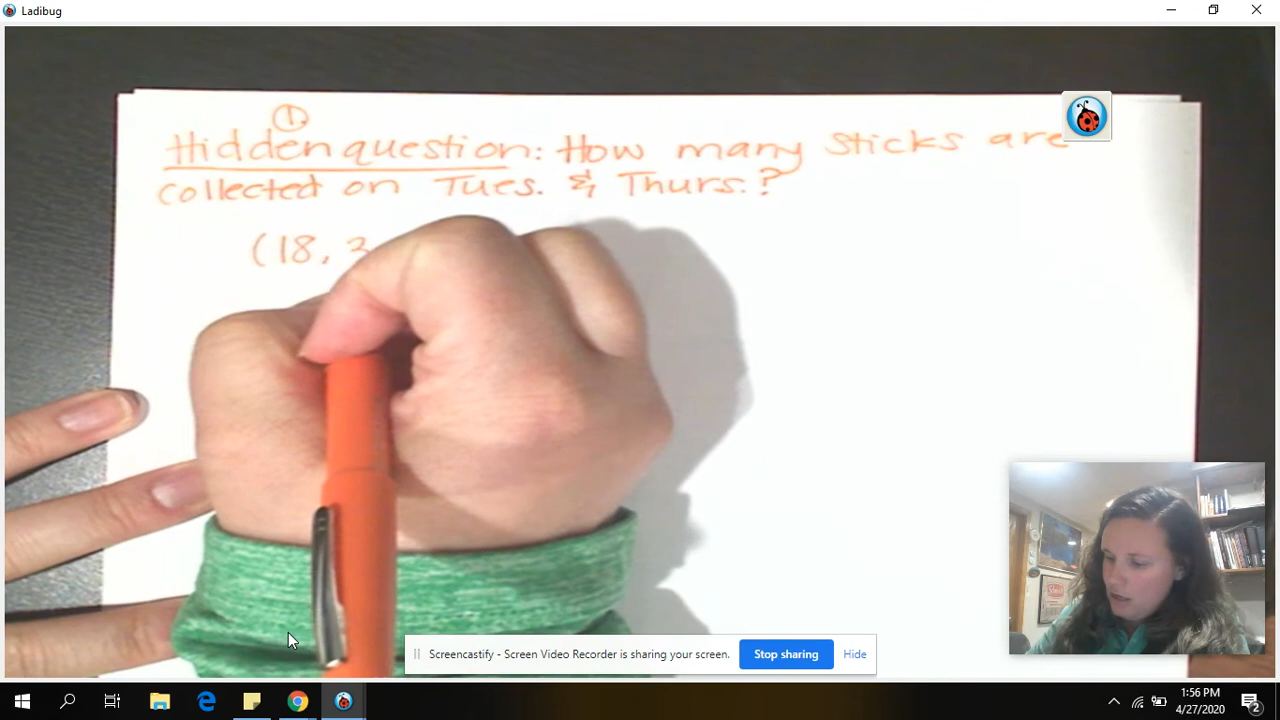 Ladibug
①
Hidden question: How many sticks are
collected on Tues. & Thurs.?
(18, 3
Screencastify - Screen Video Recorder is sharing your screen.
Stop sharing
Hide
1:56 PM
4/27/2020
2